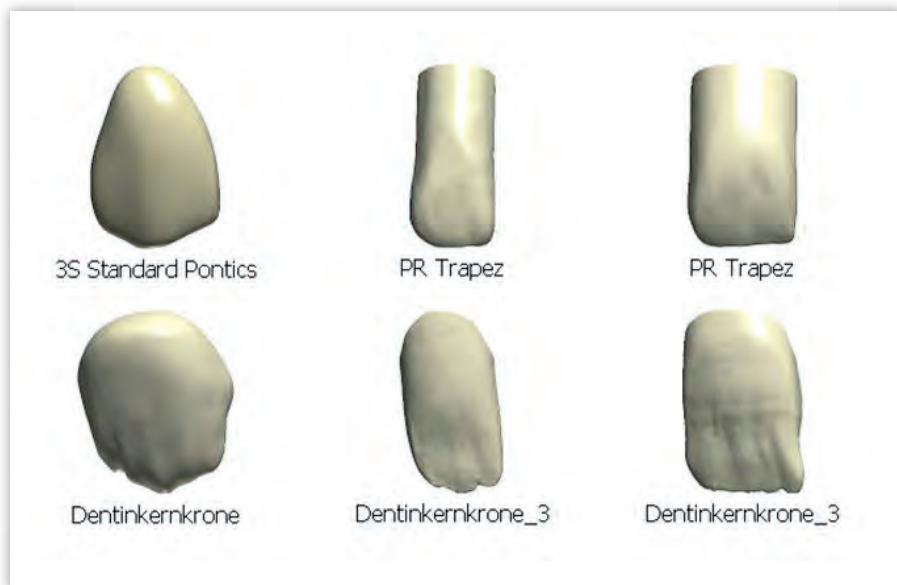 3S Standard Pontics
PR Trapez
PR Trapez
Dentinkernkrone
Dentinkernkrone_3
Dentinkernkrone_3